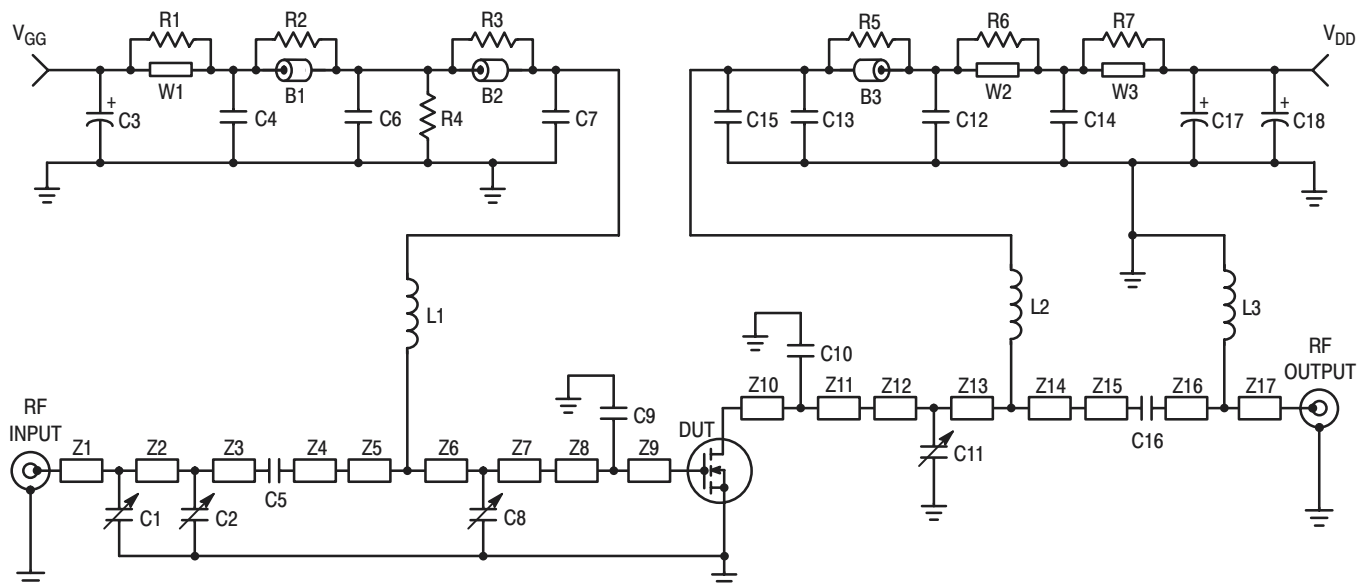 R1 R2 R3 R5 R6 R7
VGG VDD
W1 B1 B2 B3 W2 W3
C3 C4 C6 R4 C7 C15 C13 C12 C14 C17 C18
+ + +
L1 L2 L3
C10
RF OUTPUT
Z10 Z11 Z12 Z13 Z14 Z15 Z16 Z17
C9
RF INPUT
DUT
C11 C16
Z1 Z2 Z3 Z4 Z5 Z6 Z7 Z8 Z9
C5
C1 C2 C8